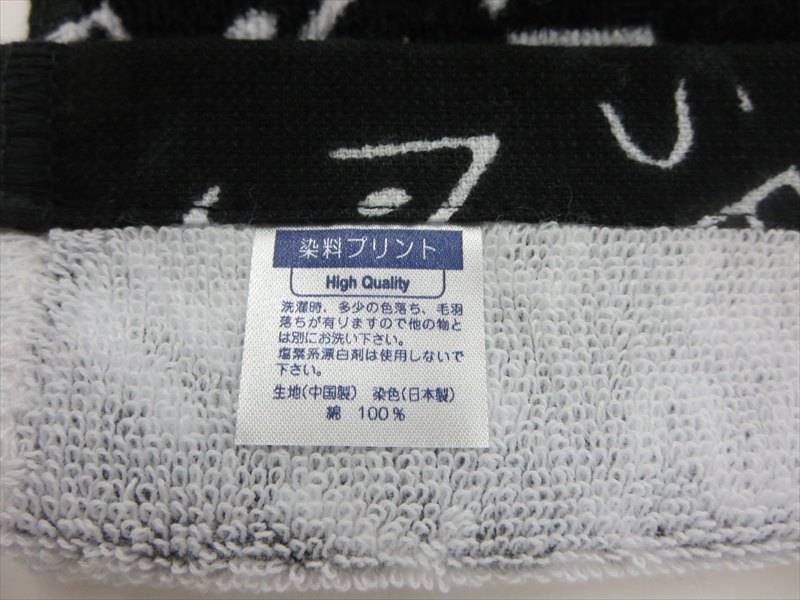 染料プリント
High Quality
洗濯時、多少の色落ち、毛羽
落ちが有りますので他の物と
は別にお洗い下さい。
塩素系漂白剤は使用しないで
下さい。
生地(中国製) 染色(日本製)
綿 100%